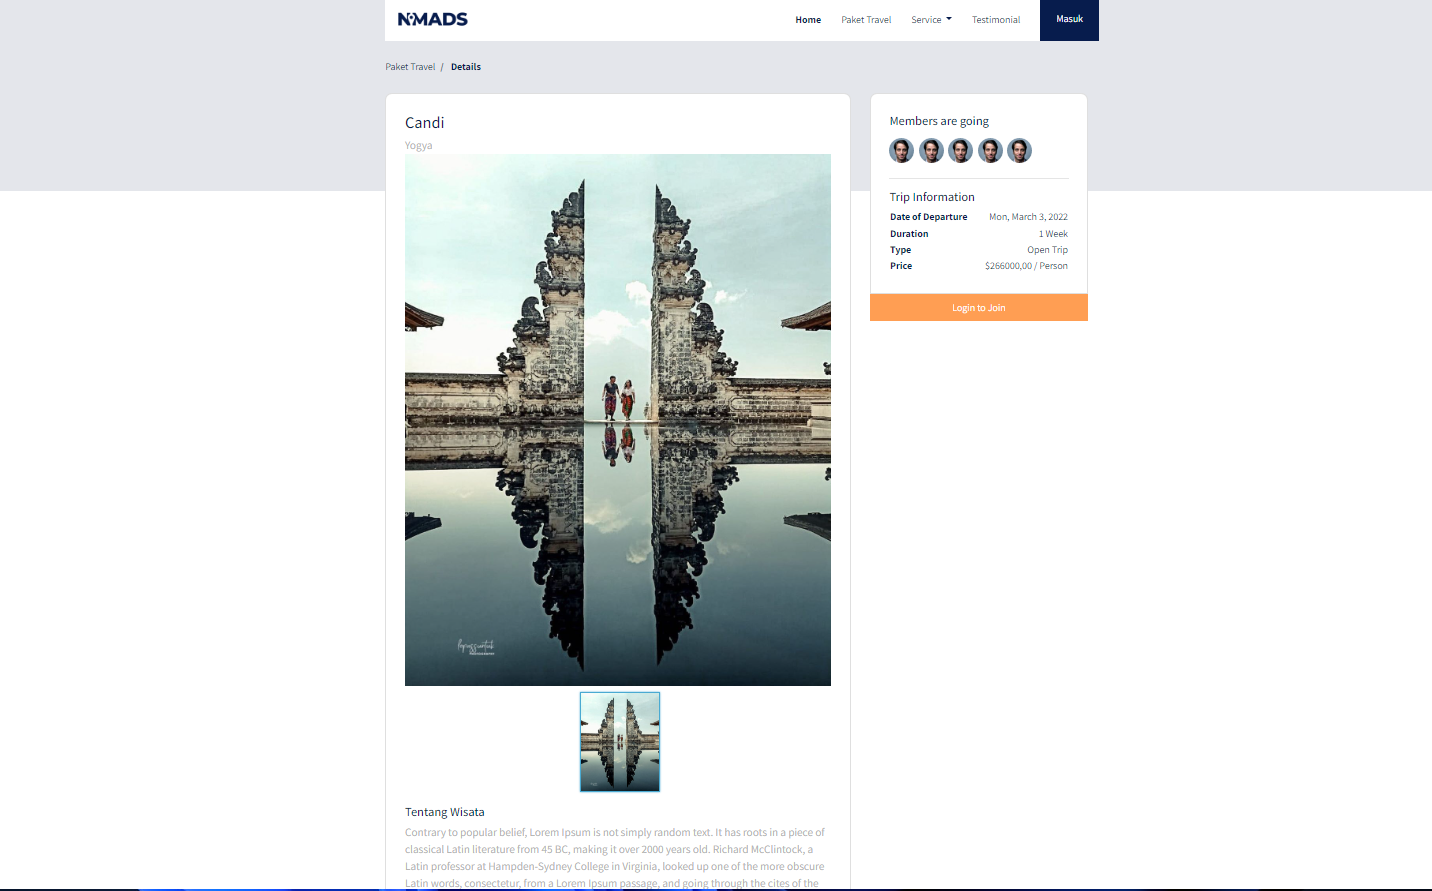 NOMADS
Home Paket Travel Service Testimonial Masuk
Paket Travel / Details
Candi
Yogya
Members are going
Trip Information
Date of Departure Mon, March 3, 2022
Duration 1 Week
Type Open Trip
Price $266000,00 / Person
Login to Join
PHOTOGRAPHY
Tentang Wisata
Contrary to popular belief, Lorem Ipsum is not simply random text. It has roots in a piece of
classical Latin literature from 45 BC, making it over 2000 years old. Richard McClintock, a
Latin professor at Hampden-Sydney College in Virginia, looked up one of the more obscure
Latin words, consectetur, from a Lorem Ipsum passage, and going through the cites of the